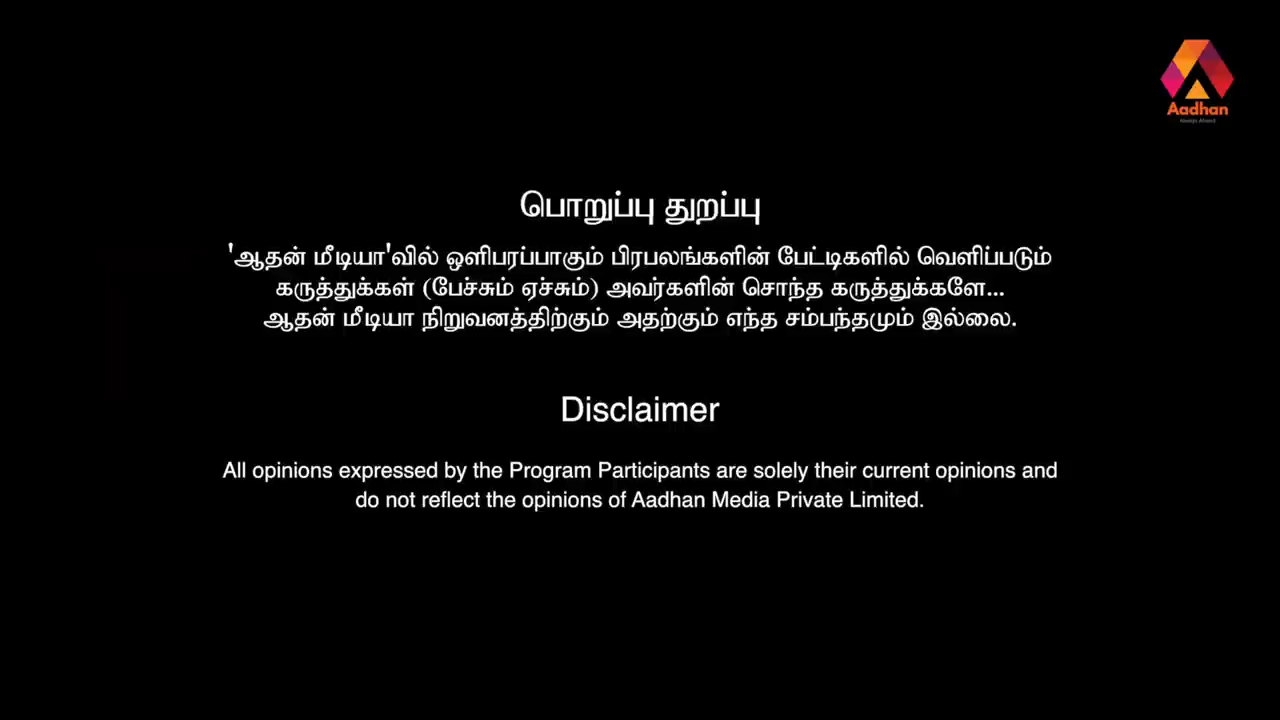 Aadhan
Always Ahead
பொறுப்பு துறப்பு
'ஆதன் மீடியா'வில் ஒளிபரப்பாகும் பிரபலங்களின் பேட்டிகளில் வெளிப்படும்
கருத்துக்கள் (பேச்சும் ஏச்சும்) அவர்களின் சொந்த கருத்துக்களே...
ஆதன் மீடியா நிறுவனத்திற்கும் அதற்கும் எந்த சம்பந்தமும் இல்லை.
Disclaimer
All opinions expressed by the Program Participants are solely their current opinions and
do not reflect the opinions of Aadhan Media Private Limited.